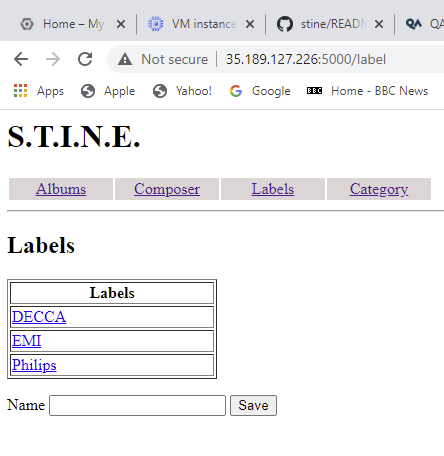 Home – My
VM instance
stine/READM
QA
Not secure | 35.189.127.226:5000/label
Apps Apple Yahoo! Google BBC Home - BBC News
S.T.I.N.E.
Albums Composer Labels Category
Labels
Labels
DECCA
EMI
Philips
Name Save